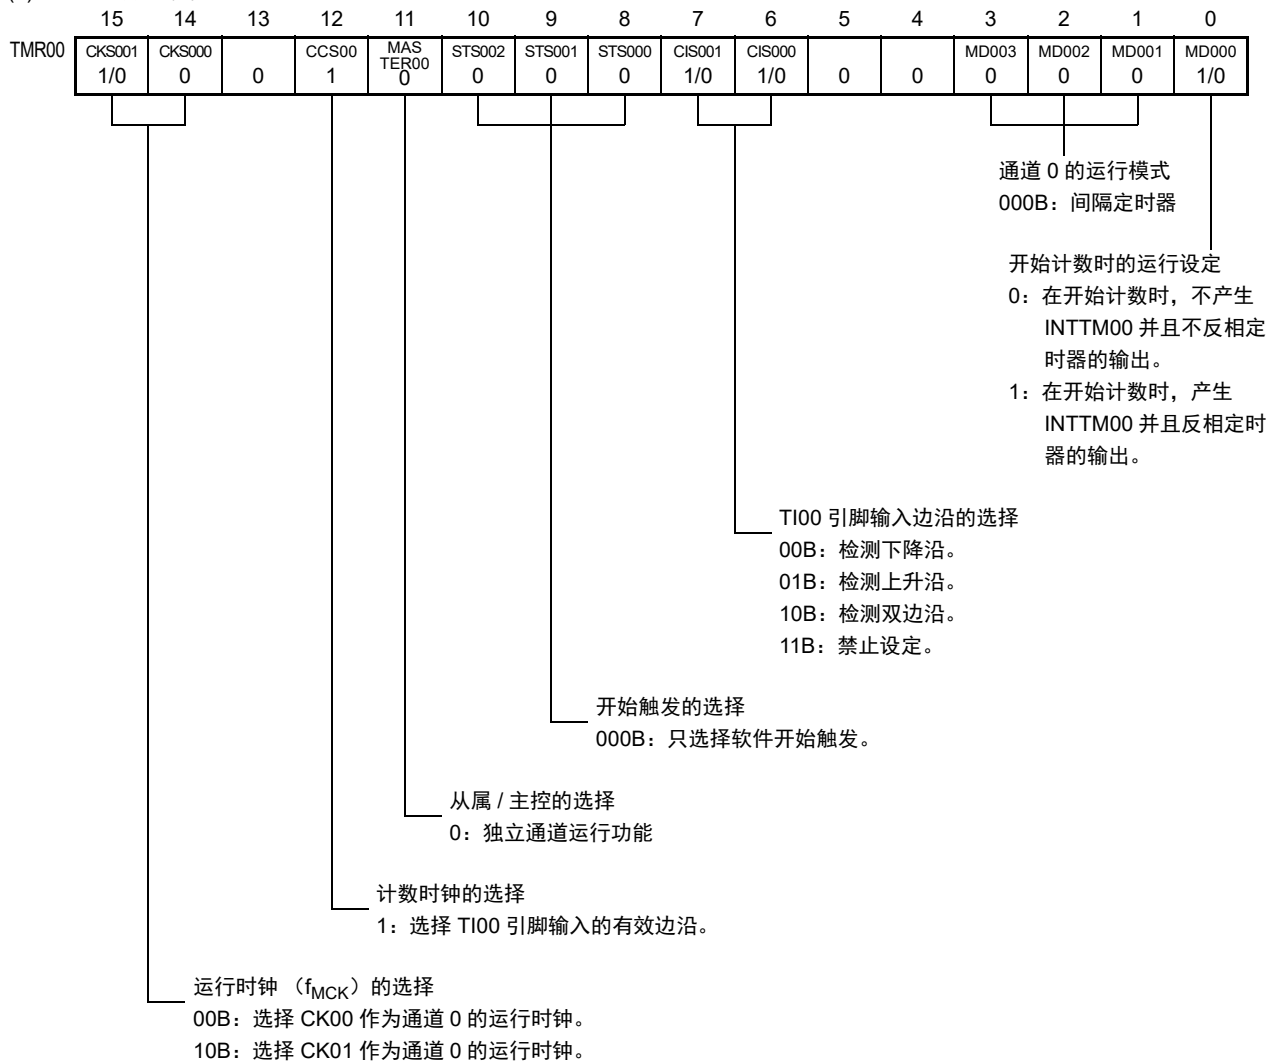 15 14 13 12 11 10 9 8 7 6 5 4 3 2 1 0
TMR00 CKS001 CKS000 CCS00 MAS TER00 STS002 STS001 STS000 CIS001 CIS000 MD003 MD002 MD001 MD000
1/0 0 0 1 0 0 0 0 1/0 1/0 0 0 0 0 0 1/0
通道 0 的运行模式
000B：间隔定时器
开始计数时的运行设定
0：在开始计数时，不产生
INTTM00 并且不反相定
时器的输出。
1：在开始计数时，产生
INTTM00 并且反相定时
器的输出。
TI00 引脚输入边沿的选择
00B：检测下降沿。
01B：检测上升沿。
10B：检测双边沿。
11B：禁止设定。
开始触发的选择
000B：只选择软件开始触发。
从属 / 主控的选择
0：独立通道运行功能
计数时钟的选择
1：选择 TI00 引脚输入的有效边沿。
运行时钟 （fMCK）的选择
00B：选择 CK00 作为通道 0 的运行时钟。
10B：选择 CK01 作为通道 0 的运行时钟。